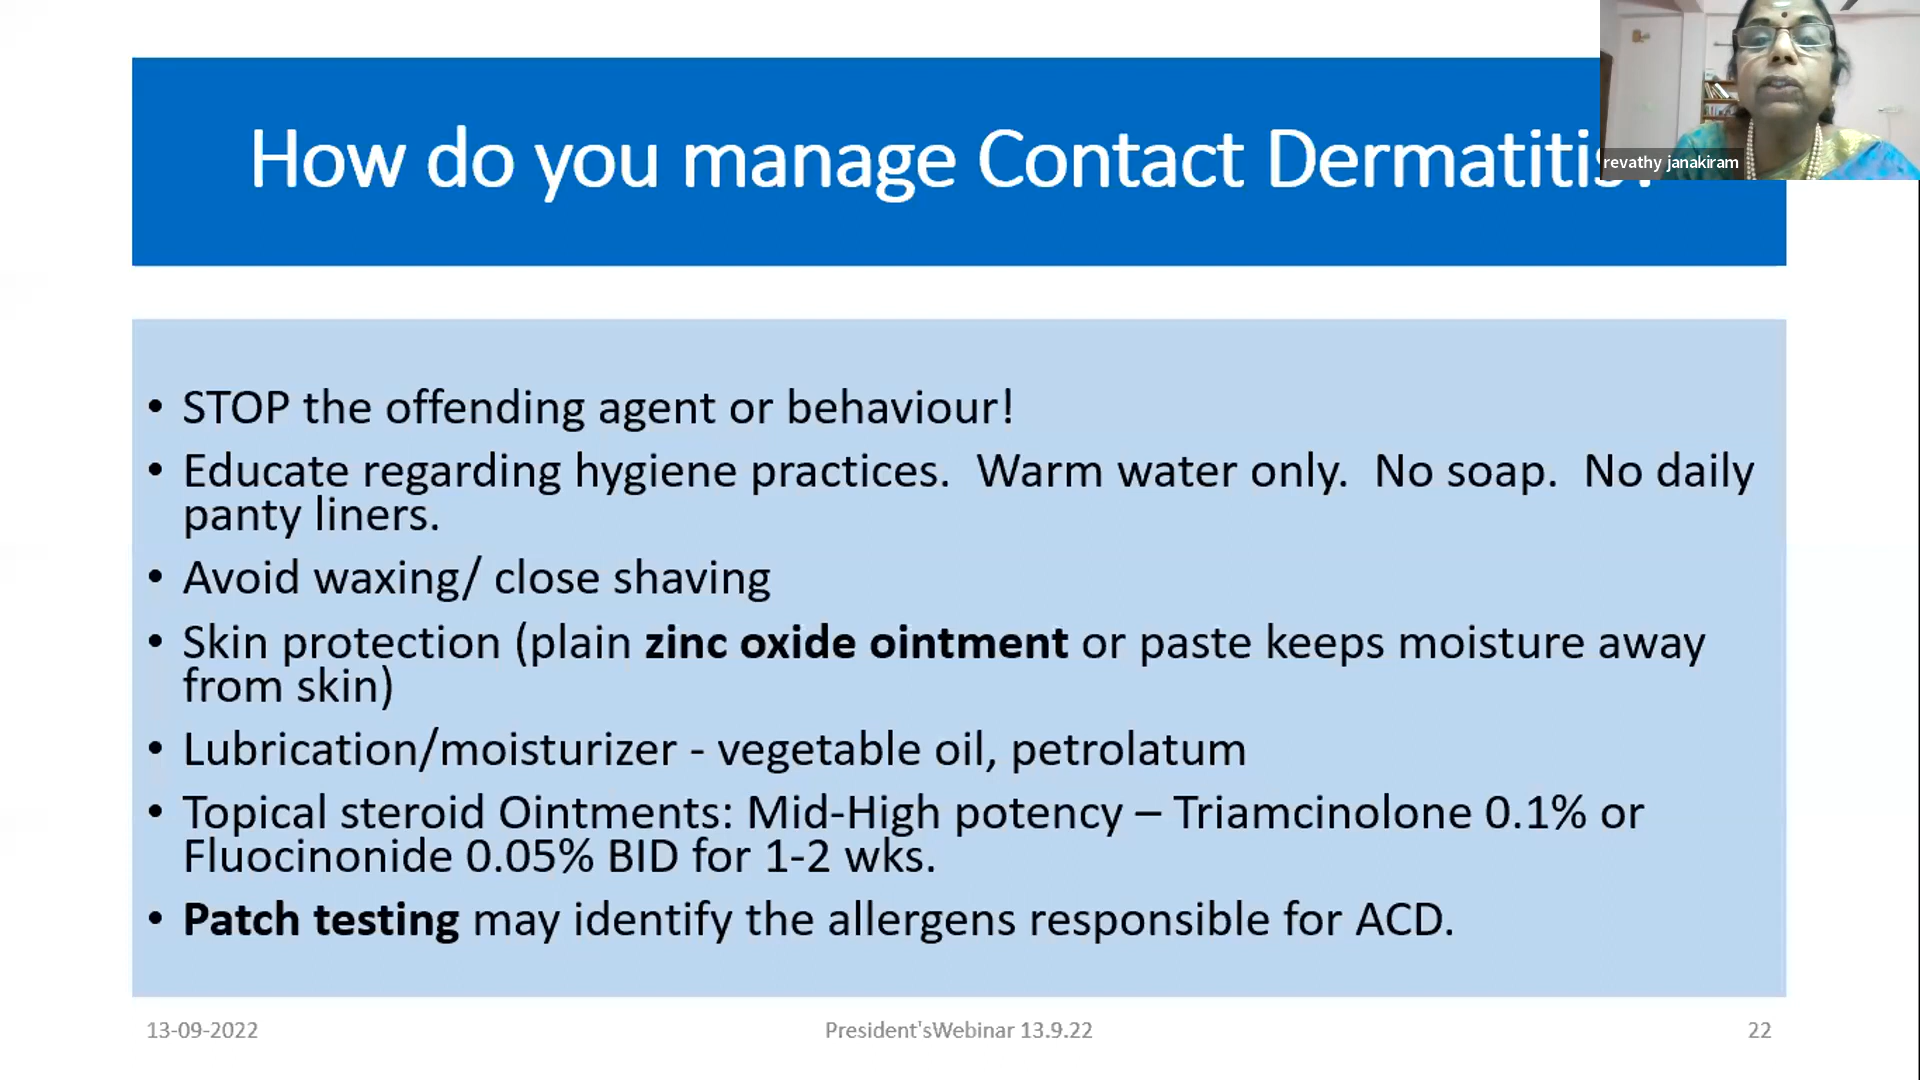 How do you manage Contact Dermatitis?
revathy janakiram
• STOP the offending agent or behaviour!
• Educate regarding hygiene practices.  Warm water only.  No soap.  No daily
panty liners.
• Avoid waxing/ close shaving
• Skin protection (plain zinc oxide ointment or paste keeps moisture away
from skin)
• Lubrication/moisturizer - vegetable oil, petrolatum
• Topical steroid Ointments: Mid-High potency – Triamcinolone 0.1% or
Fluocinonide 0.05% BID for 1-2 wks.
• Patch testing may identify the allergens responsible for ACD.
13-09-2022
President'sWebinar 13.9.22
22